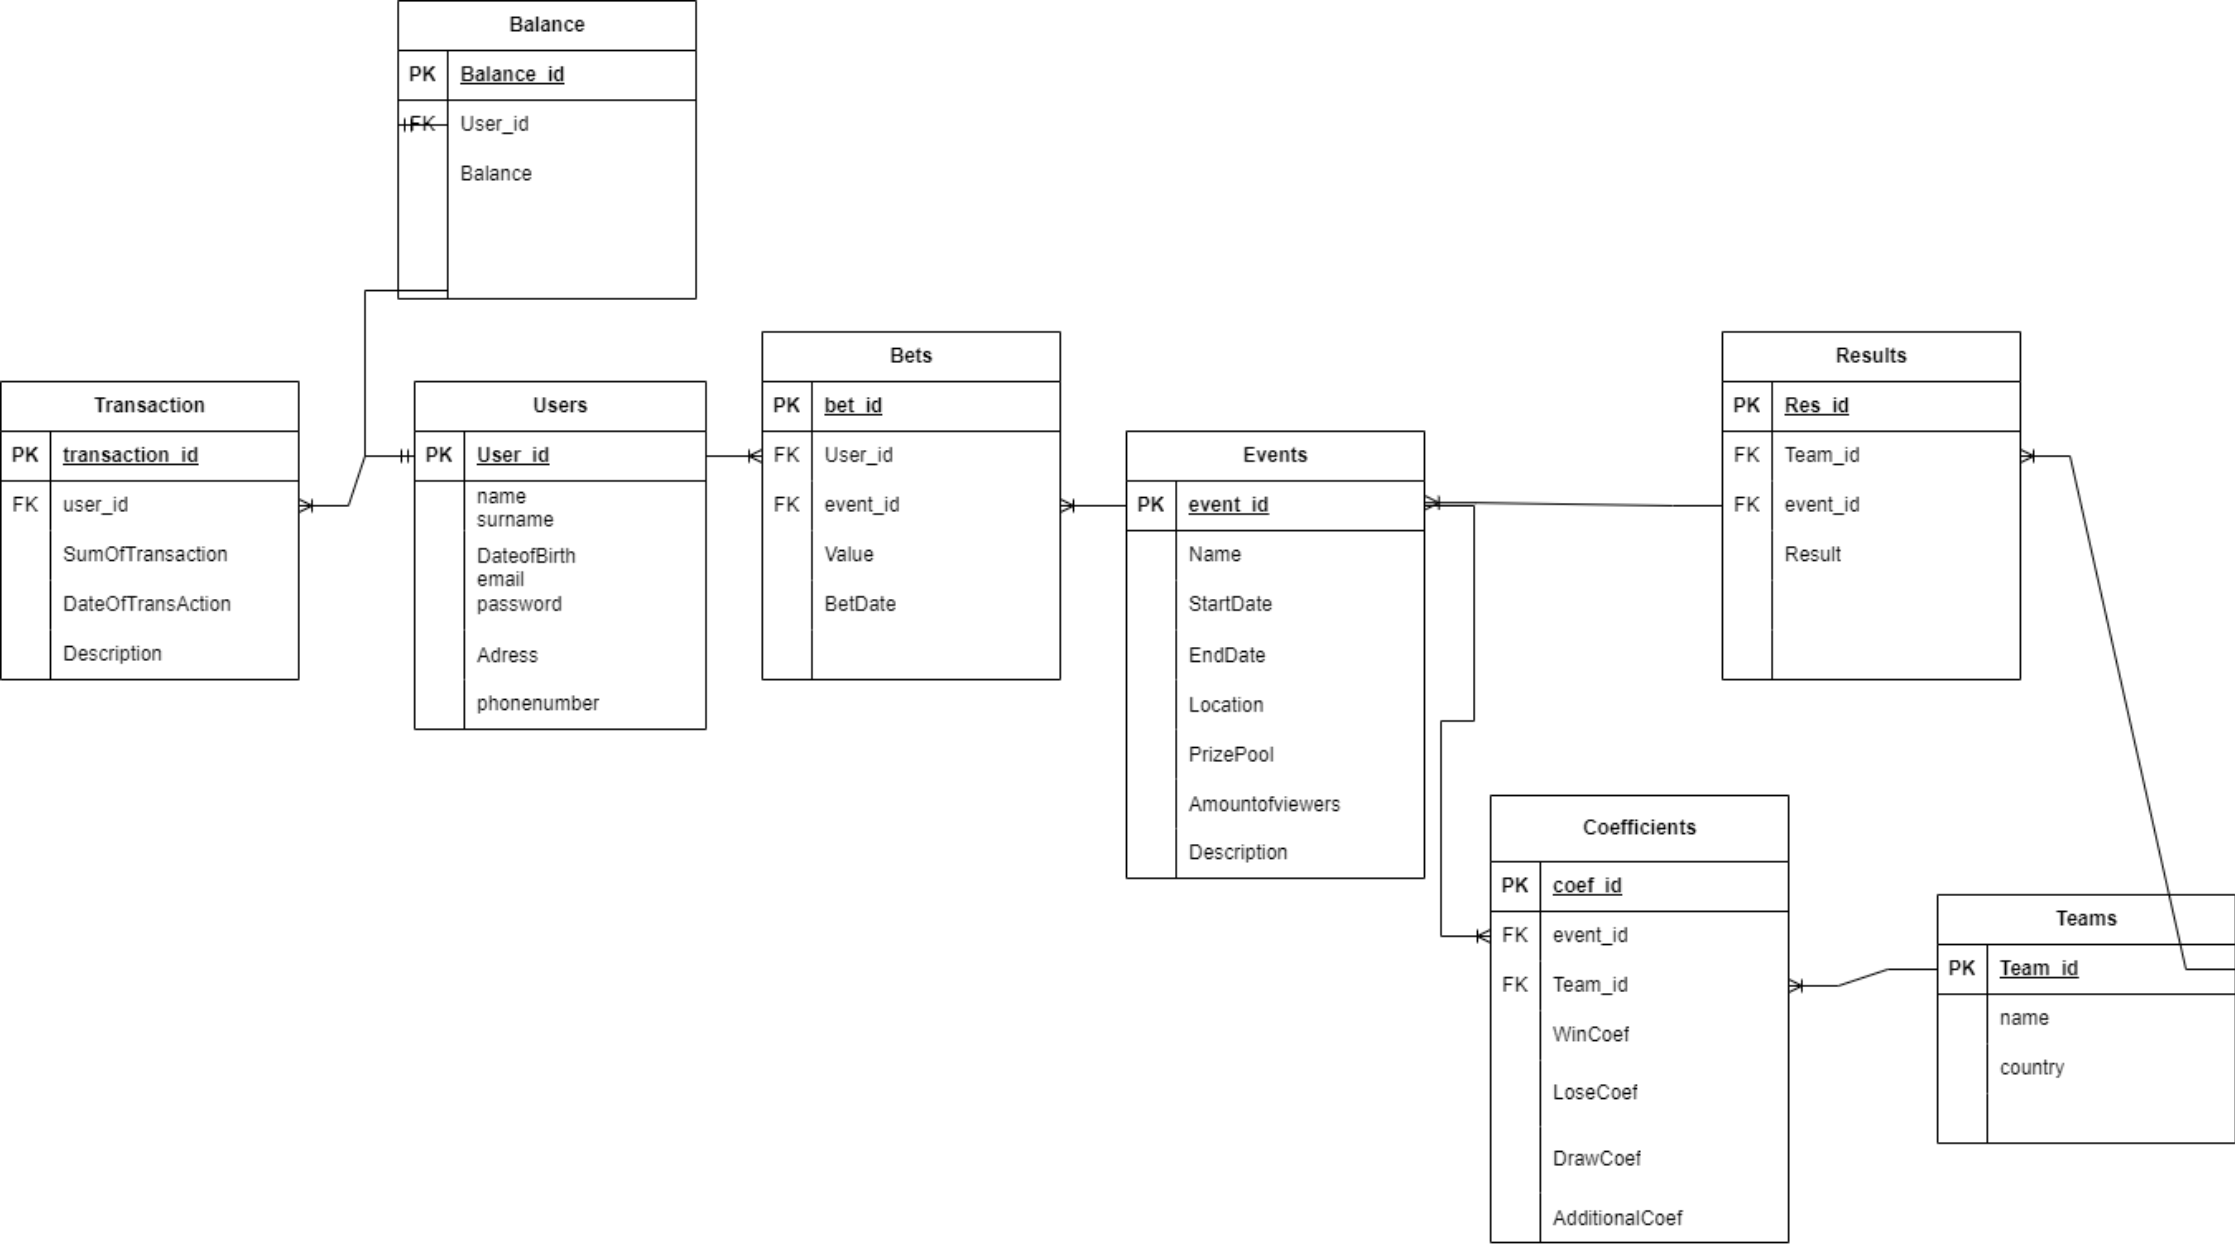 Balance
PK Balance_id
FK User_id
Balance
Transaction
PK transaction_id
FK user_id
SumOfTransaction
DateOfTransAction
Description
Users
PK User_id
name
surname
DateofBirth
email
password
Adress
phonenumber
Bets
PK bet_id
FK User_id
FK event_id
Value
BetDate
Events
PK event_id
Name
StartDate
EndDate
Location
PrizePool
Amountofviewers
Description
Results
PK Res_id
FK Team_id
FK event_id
Result
Coefficients
PK coef_id
FK event_id
FK Team_id
WinCoef
LoseCoef
DrawCoef
AdditionalCoef
Teams
PK Team_id
name
country